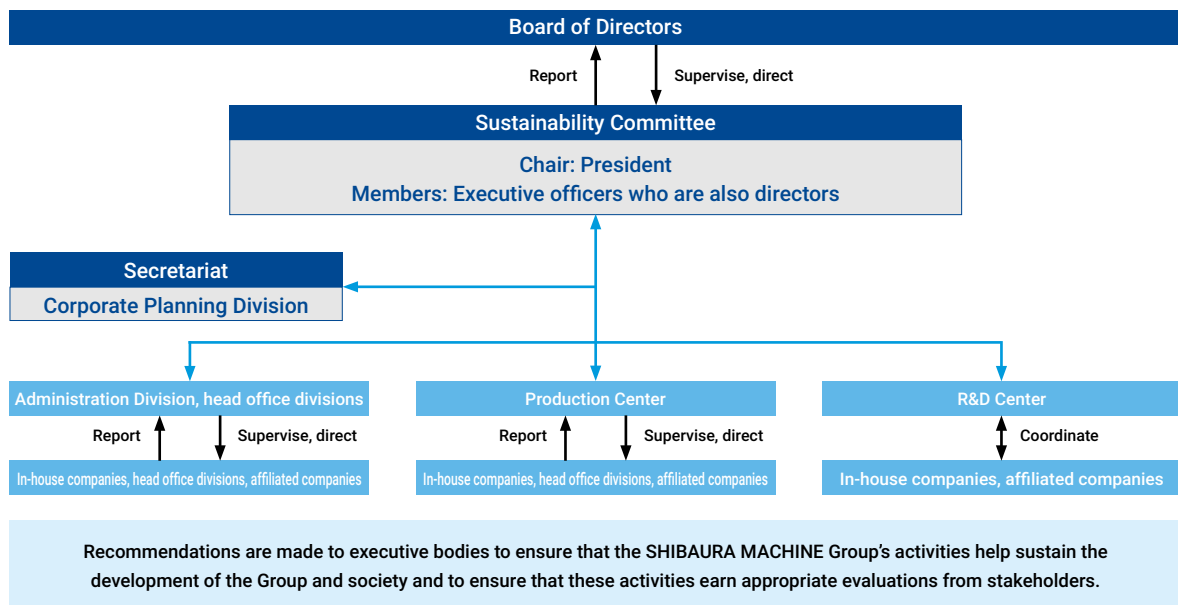 Board of Directors
Report
Supervise, direct
Sustainability Committee
Chair: President
Members: Executive officers who are also directors
Secretariat
Corporate Planning Division
Administration Division, head office divisions
Production Center
R&D Center
Report
Supervise, direct
Report
Supervise, direct
Coordinate
In-house companies, head office divisions, affiliated companies
In-house companies, head office divisions, affiliated companies
In-house companies, affiliated companies
Recommendations are made to executive bodies to ensure that the SHIBAURA MACHINE Group’s activities help sustain the
development of the Group and society and to ensure that these activities earn appropriate evaluations from stakeholders.